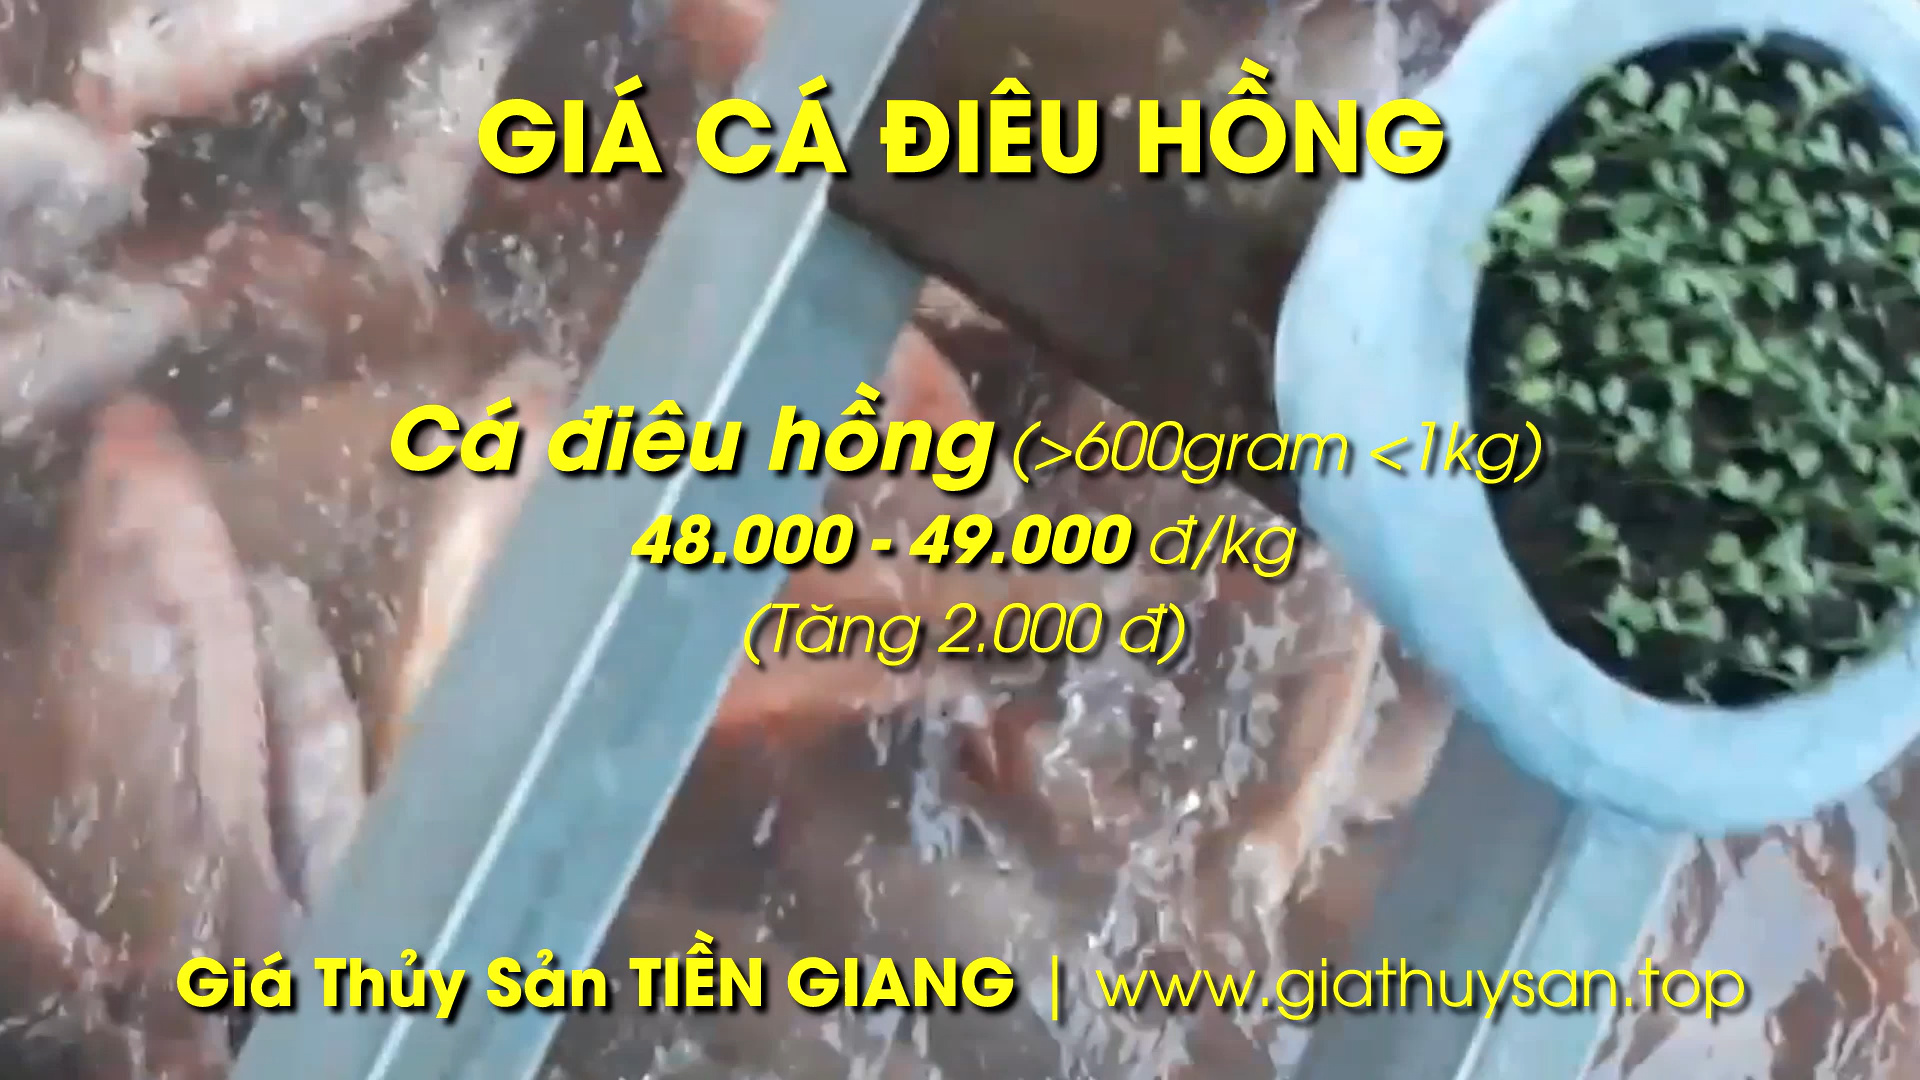 GIÁ CÁ ĐIÊU HỒNG
Cá điêu hồng (>600gram <1kg)
48.000 - 49.000 đ/kg
(Tăng 2.000 đ)
Giá Thủy Sản TIỀN GIANG | www.giathuysan.top